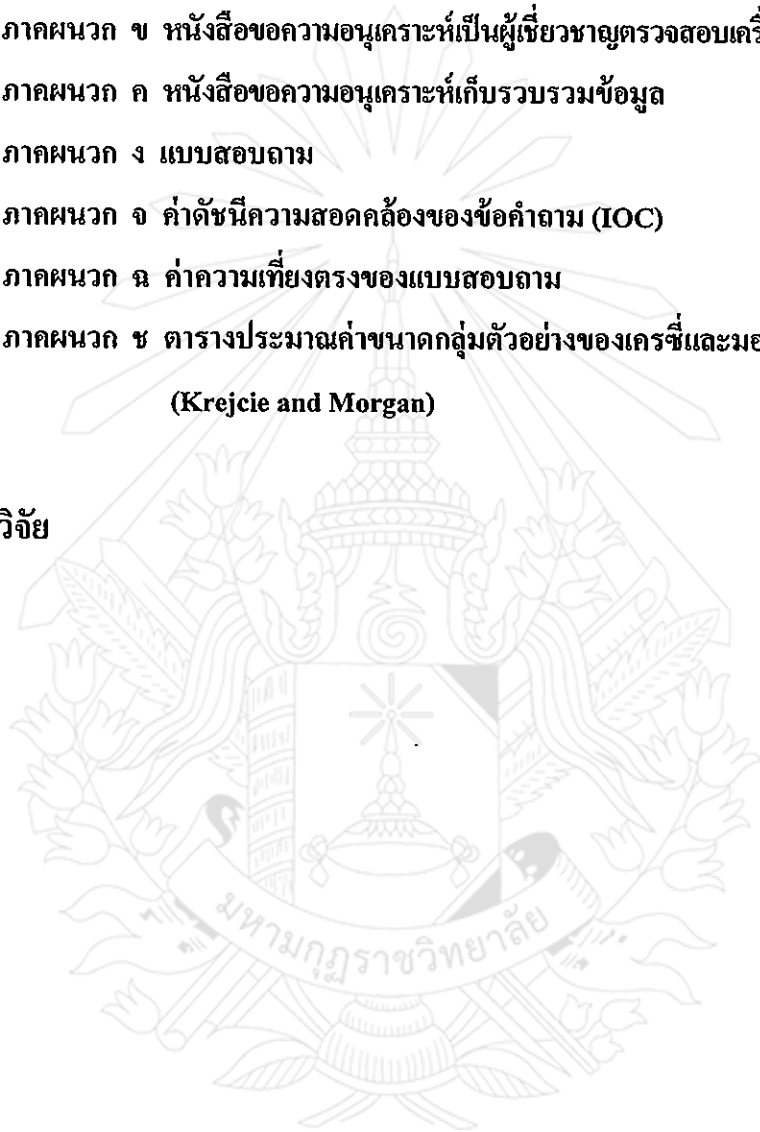 ภาคผนวก ข หนังสือขอความอนุเคราะห์เป็นผู้เชี่ยวชาญตรวจสอบเครื่
ภาคผนวก ค หนังสือขอความอนุเคราะห์เก็บรวบรวมข้อมูล
ภาคผนวก ง แบบสอบถาม
ภาคผนวก จ ค่าดัชนีความสอดคล้องของข้อคำถาม (IOC)
ภาคผนวก ฉ ค่าความเที่ยงตรงของแบบสอบถาม
ภาคผนวก ช ตารางประมาณค่าขนาดกลุ่มตัวอย่างของเครซี่และมอ
(Krejcie and Morgan)
วิจัย
มหามกุฏราชวิทยาลัย